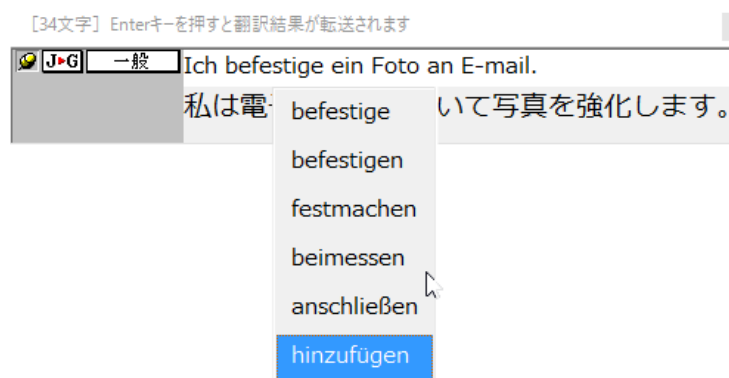 ［34文字］Enterキーを押すと翻訳結果が転送されます
J▸G 一般 Ich befestige ein Foto an E-mail.
私は電 いて写真を強化します。
befestige
befestigen
festmachen
beimessen
anschließen
hinzufügen